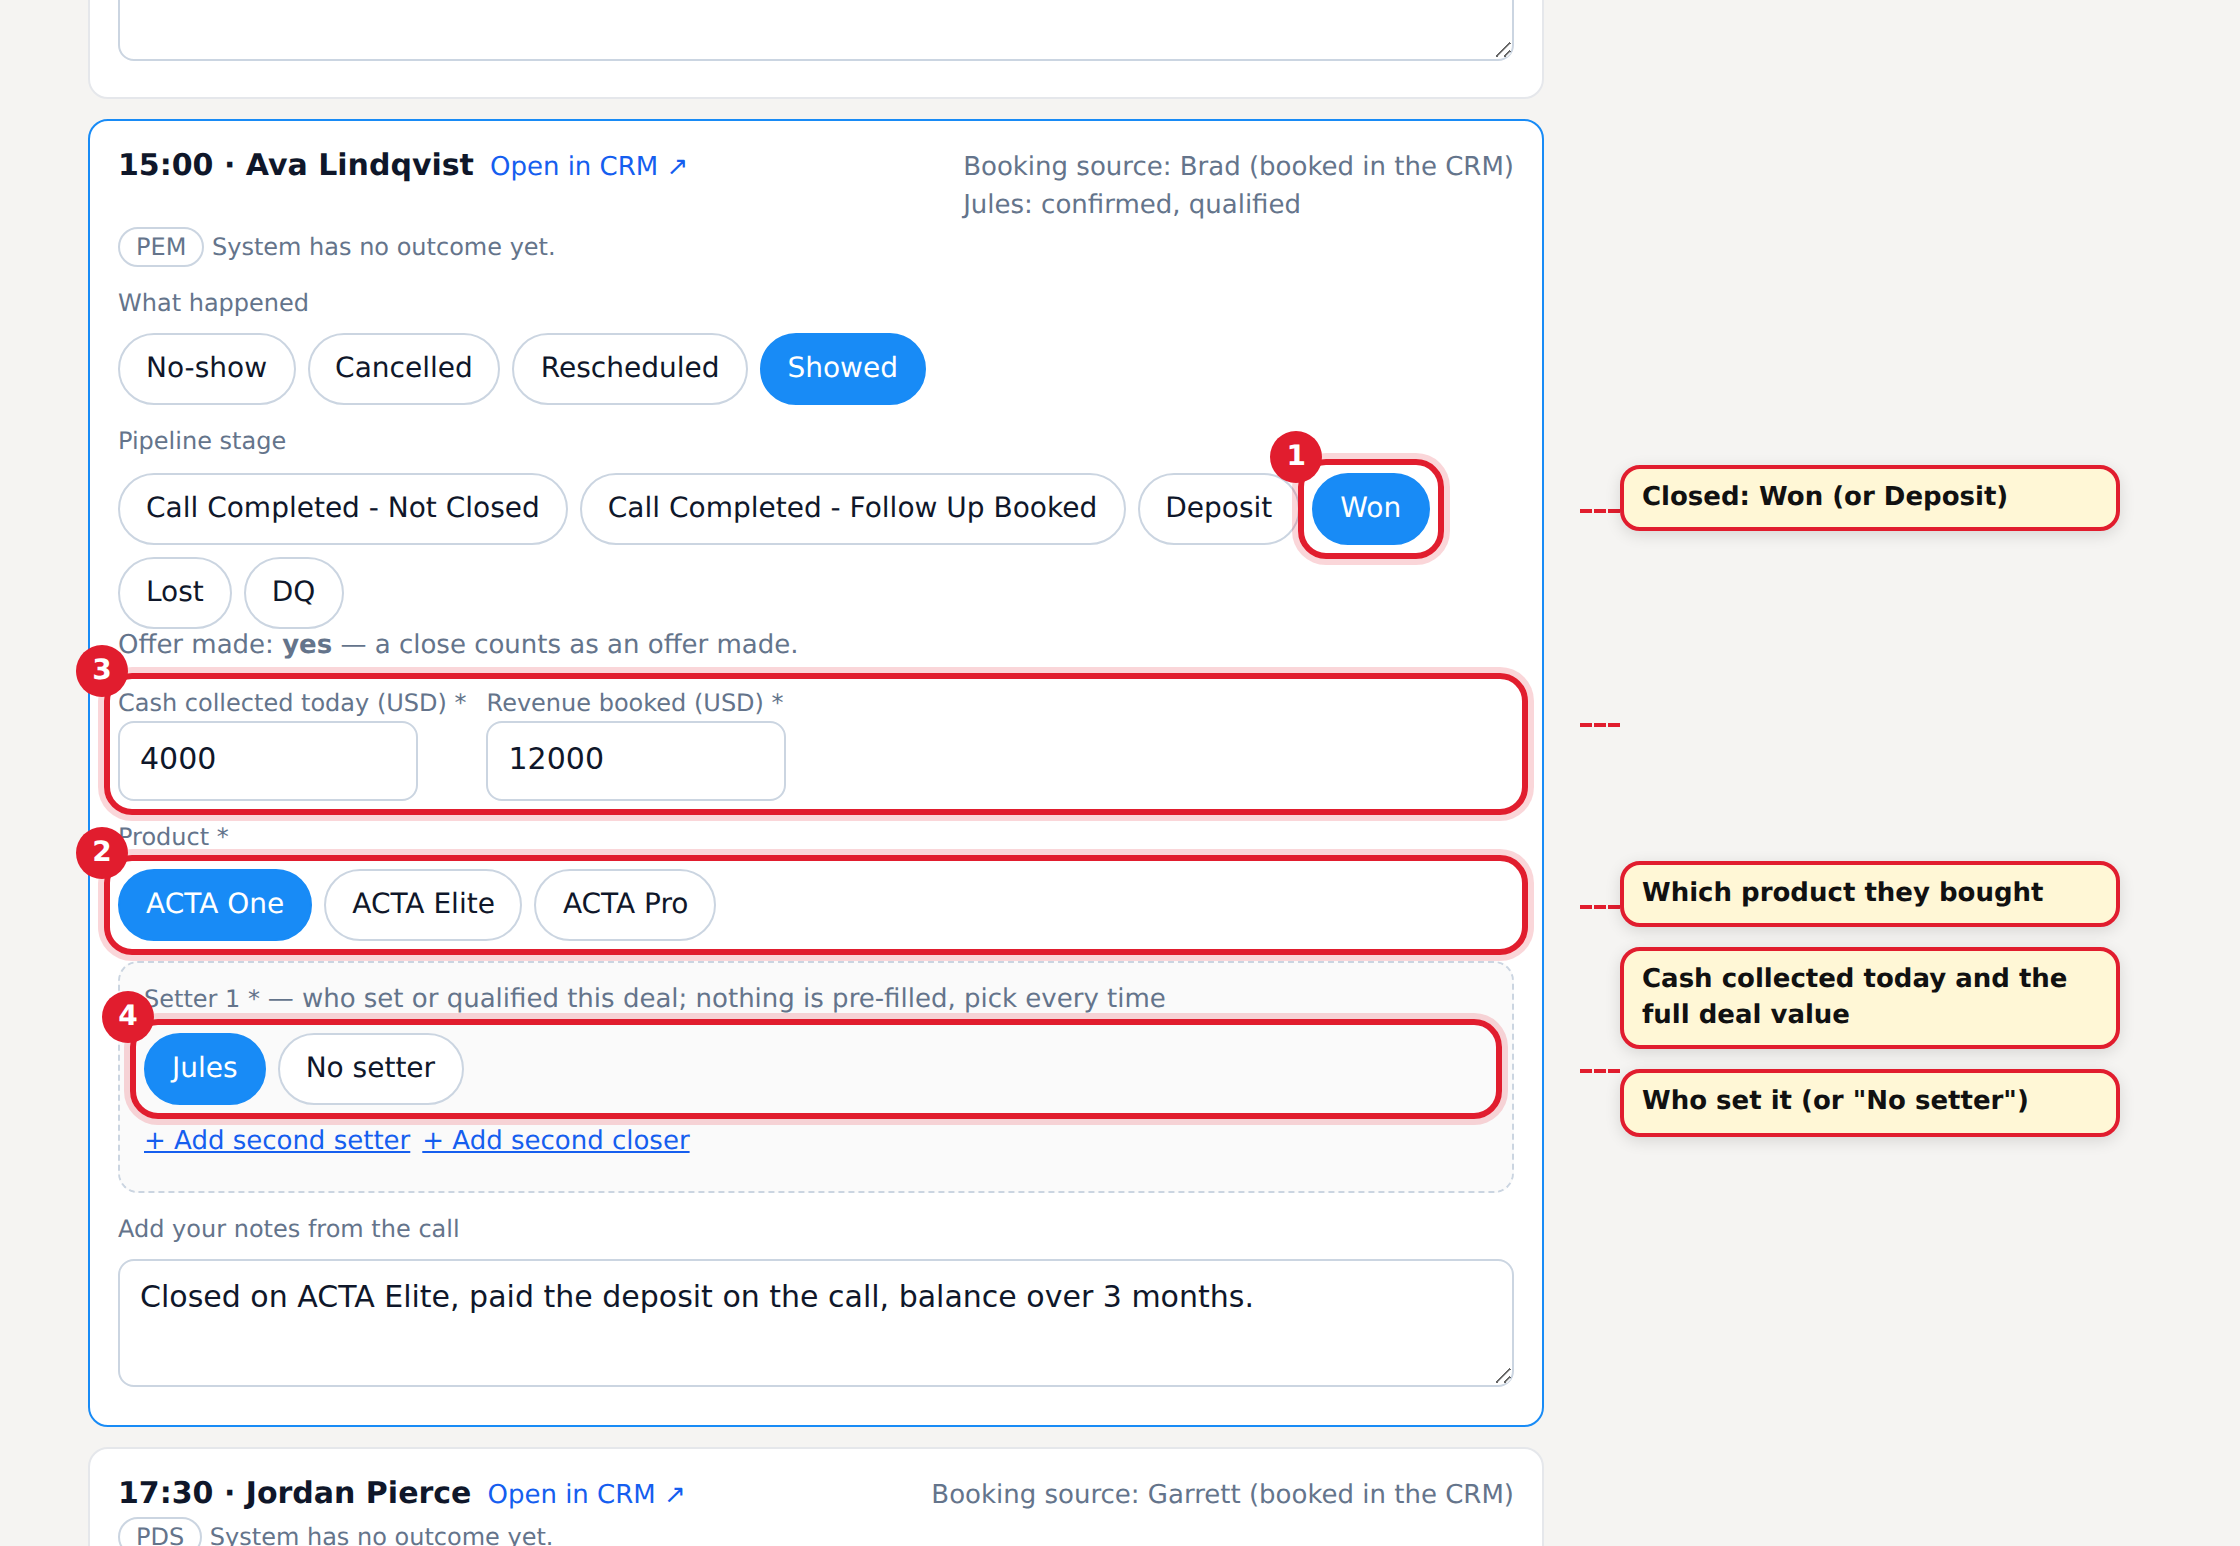 15:00 · Ava Lindqvist Open in CRM ↗
Booking source: Brad (booked in the CRM)
Jules: confirmed, qualified
PEM System has no outcome yet.
What happened
No-show Cancelled Rescheduled Showed
Pipeline stage
1
Call Completed - Not Closed Call Completed - Follow Up Booked Deposit Won
Closed: Won (or Deposit)
Lost DQ
Offer made: yes — a close counts as an offer made.
3
Cash collected today (USD) * Revenue booked (USD) *
4000 12000
Product *
2
ACTA One ACTA Elite ACTA Pro
Which product they bought
Cash collected today and the
full deal value
Setter 1 * — who set or qualified this deal; nothing is pre-filled, pick every time
4
Jules No setter
Who set it (or "No setter")
+ Add second setter + Add second closer
Add your notes from the call
Closed on ACTA Elite, paid the deposit on the call, balance over 3 months.
17:30 · Jordan Pierce Open in CRM ↗
Booking source: Garrett (booked in the CRM)
PDS System has no outcome yet.